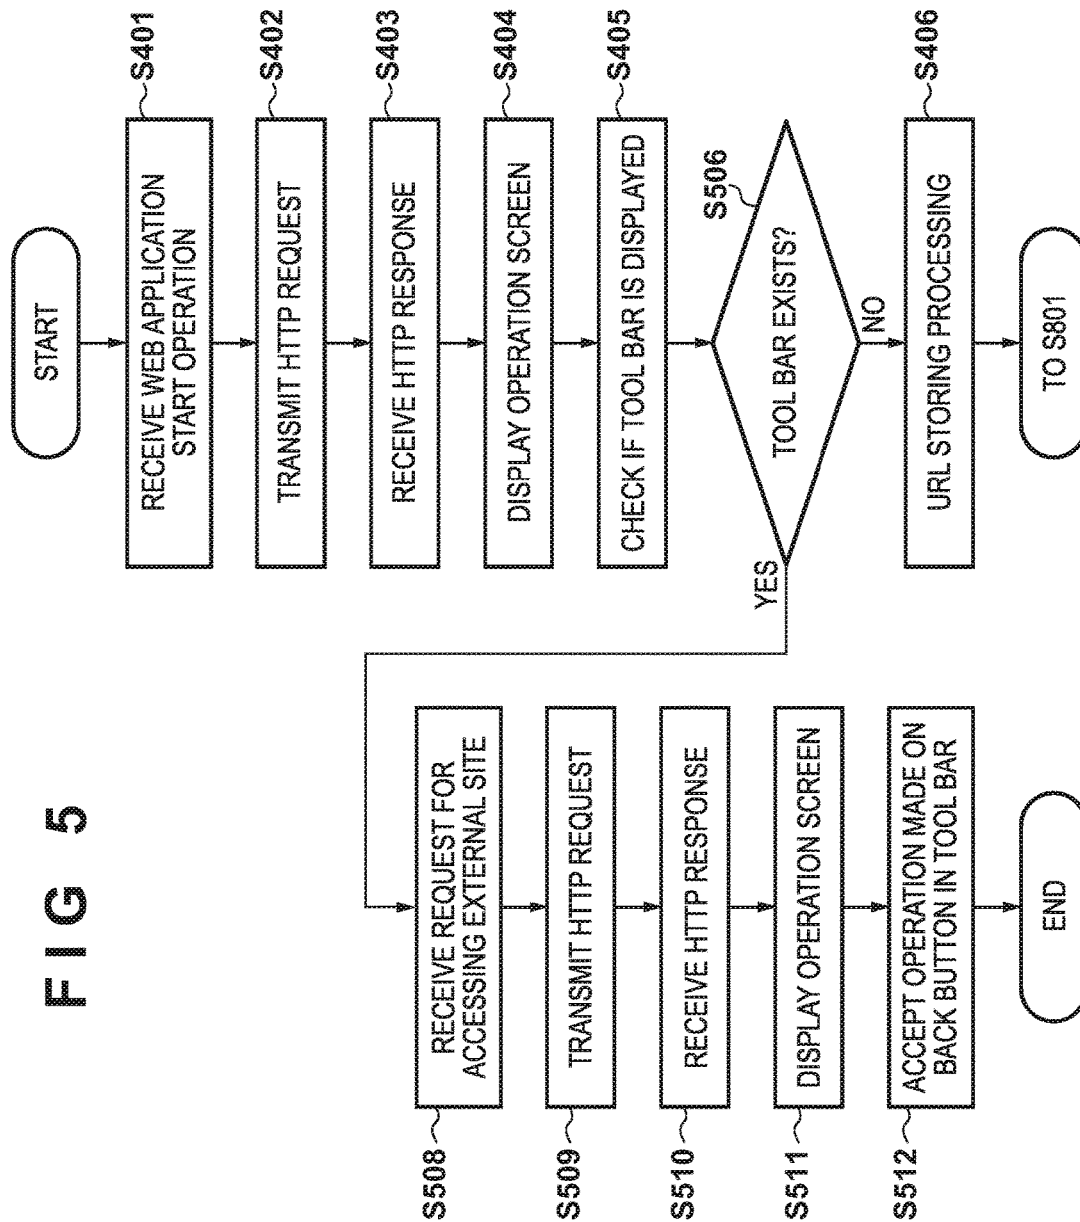 FIG 5
START
RECEIVE WEB APPLICATION
START OPERATION
S401
TRANSMIT HTTP REQUEST
S402
RECEIVE HTTP RESPONSE
S403
DISPLAY OPERATION SCREEN
S404
CHECK IF TOOL BAR IS DISPLAYED
S405
S506
TOOL BAR EXISTS?
YES
NO
URL STORING PROCESSING
S406
TO S801
S508
RECEIVE REQUEST FOR
ACCESSING EXTERNAL SITE
S509
TRANSMIT HTTP REQUEST
S510
RECEIVE HTTP RESPONSE
S511
DISPLAY OPERATION SCREEN
S512
ACCEPT OPERATION MADE ON
BACK BUTTON IN TOOL BAR
END